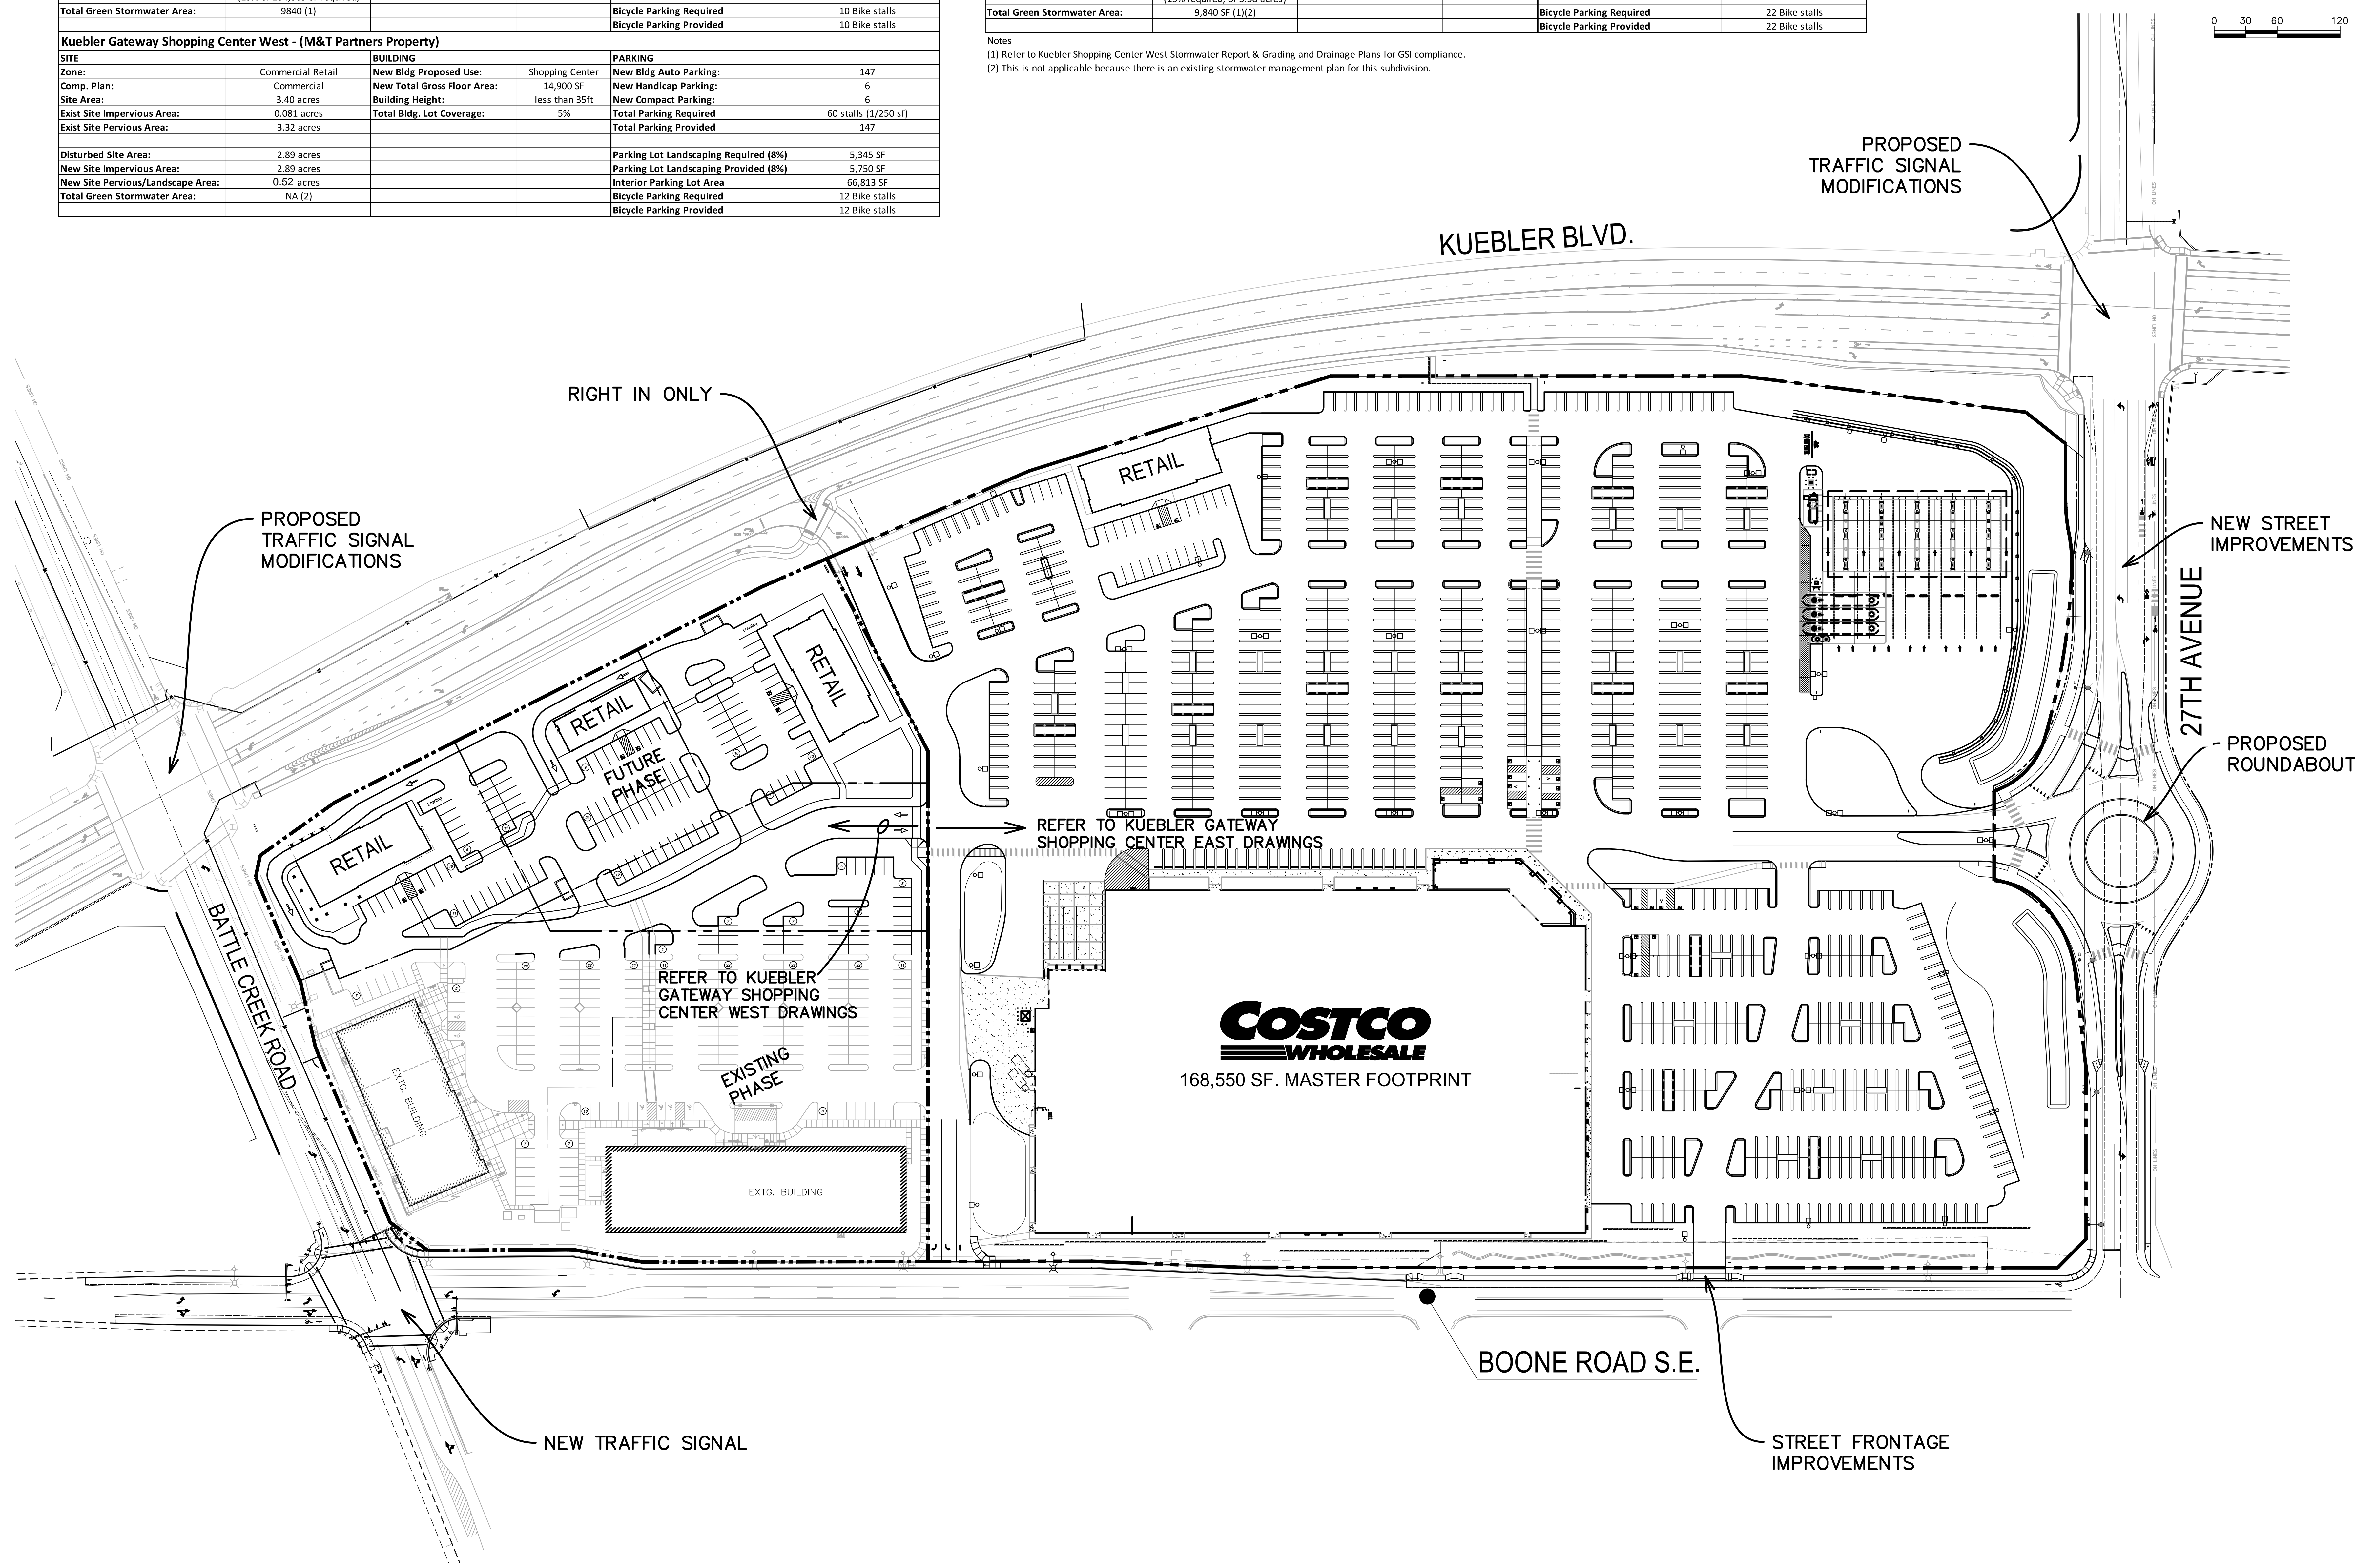 Total Green Stormwater Area: 9840 (1) Bicycle Parking Required 10 Bike stalls
Bicycle Parking Provided 10 Bike stalls
Kuebler Gateway Shopping Center West - (M&T Partners Property)
SITE BUILDING PARKING
Zone: Commercial Retail New Bldg Proposed Use: Shopping Center New Bldg Auto Parking: 147
Comp. Plan: Commercial New Total Gross Floor Area: 14,900 SF New Handicap Parking: 6
Site Area: 3.40 acres Building Height: less than 35ft New Compact Parking: 6
Exist Site Impervious Area: 0.081 acres Total Bldg. Lot Coverage: 5% Total Parking Required 60 stalls (1/250 sf)
Exist Site Pervious Area: 3.32 acres Total Parking Provided 147
Disturbed Site Area: 2.89 acres Parking Lot Landscaping Required (8%) 5,345 SF
New Site Impervious Area: 2.89 acres Parking Lot Landscaping Provided (8%) 5,750 SF
New Site Pervious/Landscape Area: 0.52 acres Interior Parking Lot Area 66,813 SF
Total Green Stormwater Area: NA (2) Bicycle Parking Required 12 Bike stalls
Bicycle Parking Provided 12 Bike stalls
Total Green Stormwater Area: 9,840 SF (1)(2) Bicycle Parking Required 22 Bike stalls
Bicycle Parking Provided 22 Bike stalls
Notes
(1) Refer to Kuebler Shopping Center West Stormwater Report & Grading and Drainage Plans for GSI compliance.
(2) This is not applicable because there is an existing stormwater management plan for this subdivision.
0 30 60 120
PROPOSED
TRAFFIC SIGNAL
MODIFICATIONS
KUEBLER BLVD.
RIGHT IN ONLY
PROPOSED
TRAFFIC SIGNAL
MODIFICATIONS
NEW STREET
IMPROVEMENTS
27TH AVENUE
PROPOSED
ROUNDABOUT
RETAIL
RETAIL
RETAIL
RETAIL
Loading
Loading
FUTURE
PHASE
REFER TO KUEBLER GATEWAY
SHOPPING CENTER EAST DRAWINGS
REFER TO KUEBLER
GATEWAY SHOPPING
CENTER WEST DRAWINGS
BATTLE CREEK ROAD
EXTG. BUILDING
EXISTING
PHASE
EXTG. BUILDING
COSTCO
WHOLESALE
168,550 SF. MASTER FOOTPRINT
BOONE ROAD S.E.
NEW TRAFFIC SIGNAL
STREET FRONTAGE
IMPROVEMENTS